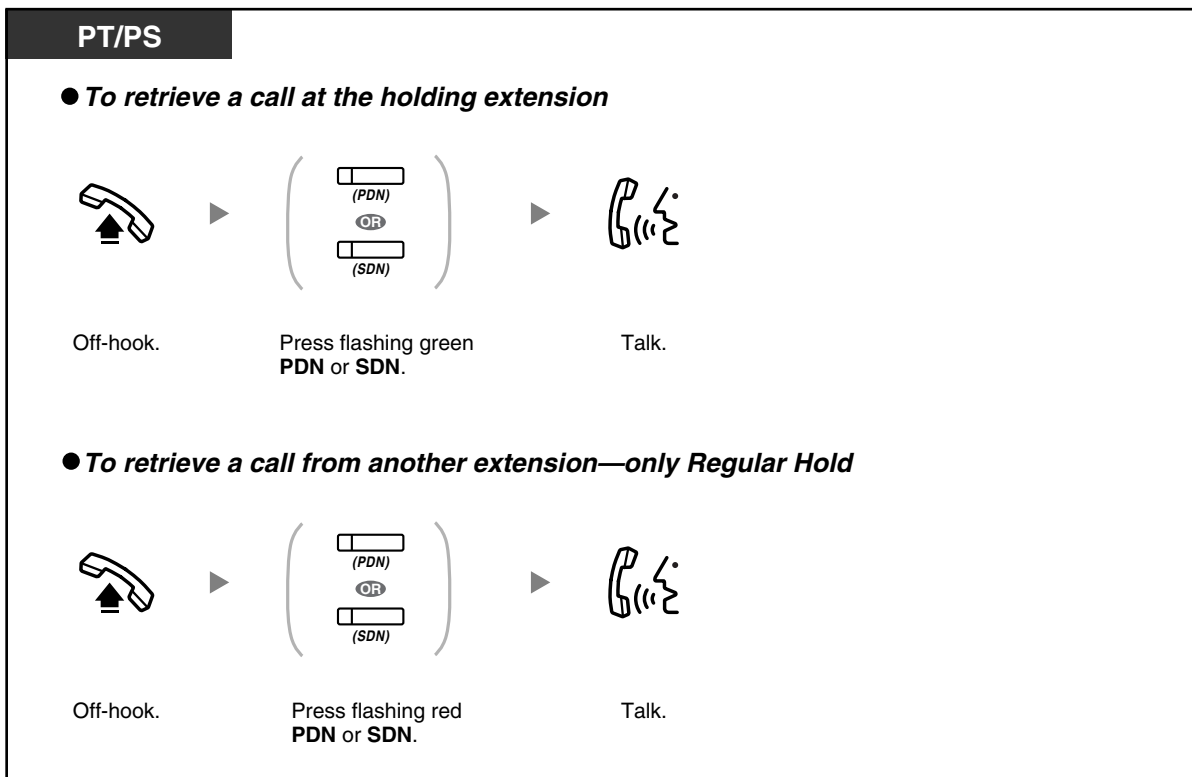 PT/PS
● To retrieve a call at the holding extension
(PDN)
OR
(SDN)
Off-hook.
Press flashing green
PDN or SDN.
Talk.
● To retrieve a call from another extension—only Regular Hold
(PDN)
OR
(SDN)
Off-hook.
Press flashing red
PDN or SDN.
Talk.